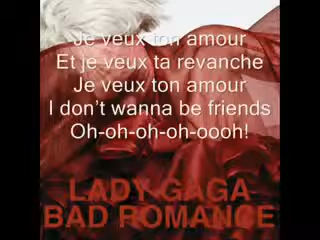 Je veux ton amour
Et je veux ta revanche
Je veux ton amour
I don't wanna be friends
Oh-oh-oh-oh-oooh!
LADY GAGA
BAD ROMANCE